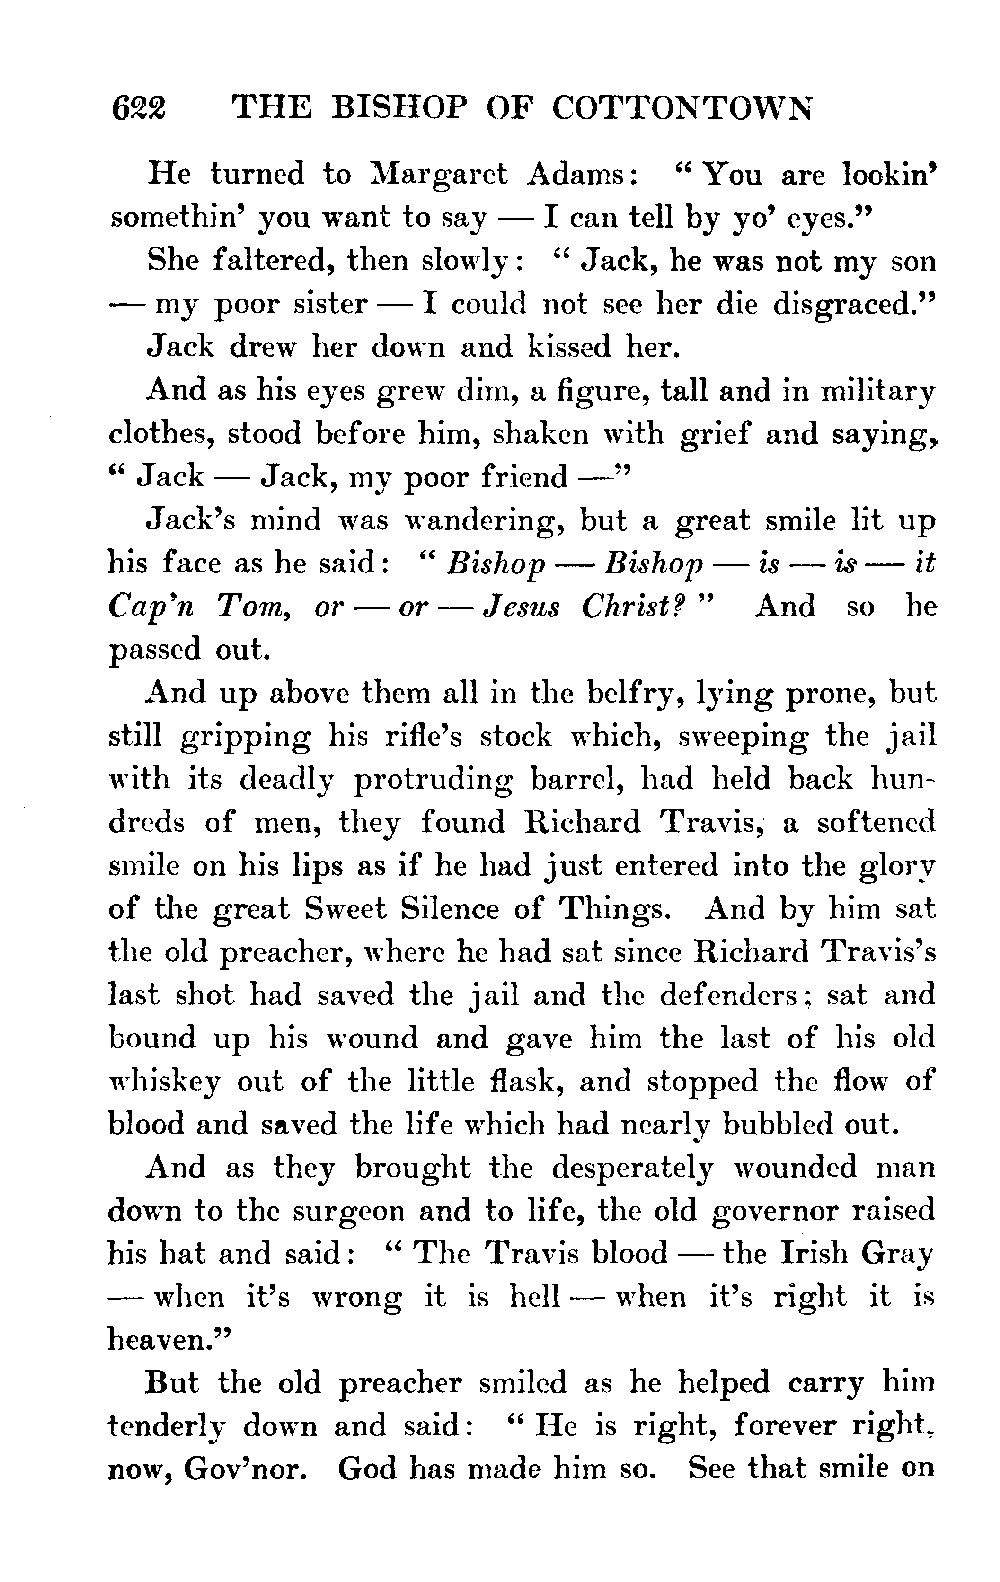 622 THE BISHOP OF COTTONTOWN
He turned to Margaret Adams: “ You are lookin’
somethin’ you want to say — I can tell by yo’ eyes.”
She faltered, then slowly: “ Jack, he was not my son
— my poor sister — I could not see her die disgraced.”
Jack drew her down and kissed her.
And as his eyes grew dim, a figure, tall and in military
clothes, stood before him, shaken with grief and saying,
“ Jack — Jack, my poor friend —”
Jack’s mind was wandering, but a great smile lit up
his face as he said: “ Bishop — Bishop — is — is — it
Cap’n Tom, or — or — Jesus Christ? ” And so he
passed out.
And up above them all in the belfry, lying prone, but
still gripping his rifle’s stock which, sweeping the jail
with its deadly protruding barrel, had held back hun-
dreds of men, they found Richard Travis, a softened
smile on his lips as if he had just entered into the glory
of the great Sweet Silence of Things. And by him sat
the old preacher, where he had sat since Richard Travis’s
last shot had saved the jail and the defenders; sat and
bound up his wound and gave him the last of his old
whiskey out of the little flask, and stopped the flow of
blood and saved the life which had nearly bubbled out.
And as they brought the desperately wounded man
down to the surgeon and to life, the old governor raised
his hat and said: “ The Travis blood — the Irish Gray
— when it’s wrong it is hell — when it’s right it is
heaven.”
But the old preacher smiled as he helped carry him
tenderly down and said: “ He is right, forever right,
now, Gov’nor. God has made him so. See that smile on